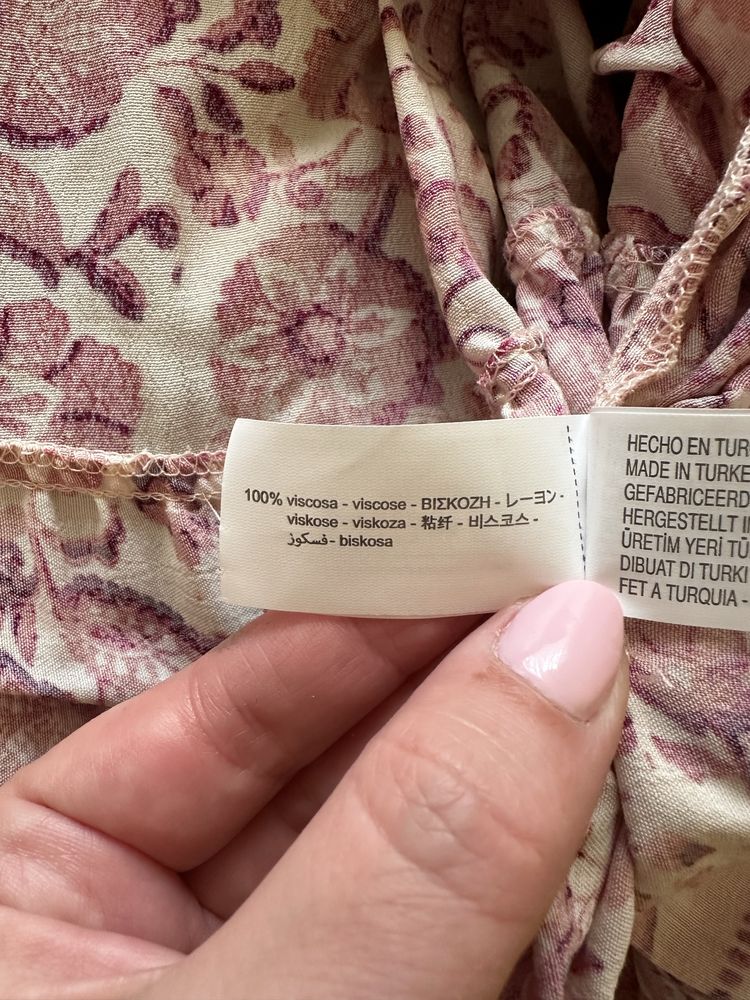 100% viscosa - viscose - ΒΙΣΚΟΖΗ - レーヨン -
viskose - viskoza - 粘纤 - 비스코스 -
فسكوز - biskosa
HECHO EN TUR
MADE IN TURKE
GEFABRICEERD
HERGESTELLT I
ÜRETİM YERİ TÜ
DIBUAT DI TURKI
FET A TURQUIA -